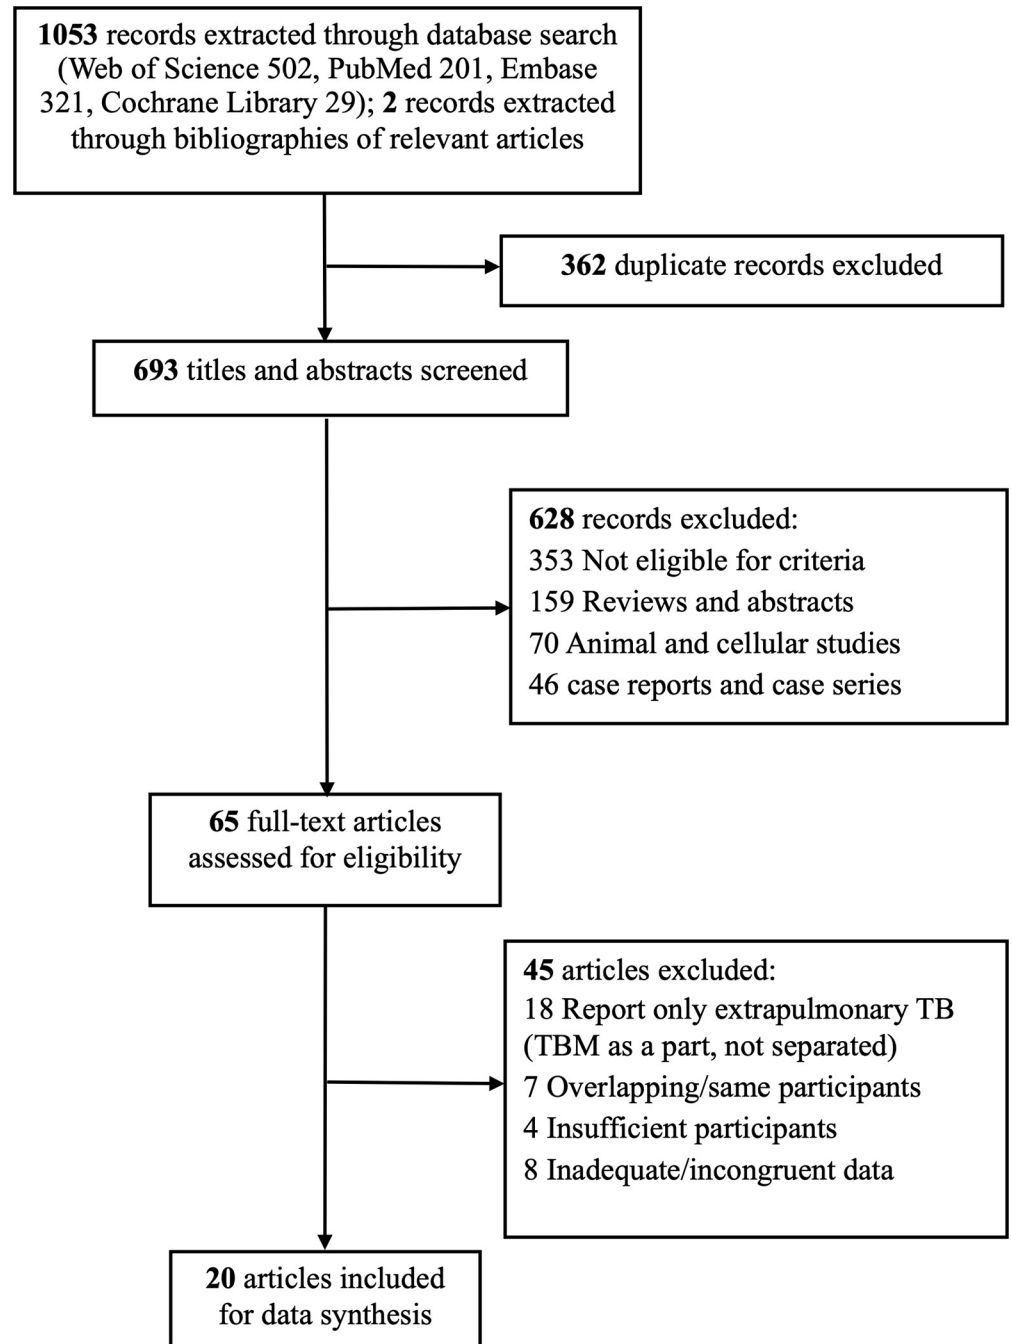 1053 records extracted through database search
(Web of Science 502, PubMed 201, Embase
321, Cochrane Library 29); 2 records extracted
through bibliographies of relevant articles
362 duplicate records excluded
693 titles and abstracts screened
628 records excluded:
353 Not eligible for criteria
159 Reviews and abstracts
70 Animal and cellular studies
46 case reports and case series
65 full-text articles
assessed for eligibility
45 articles excluded:
18 Report only extrapulmonary TB
(TBM as a part, not separated)
7 Overlapping/same participants
4 Insufficient participants
8 Inadequate/incongruent data
20 articles included
for data synthesis